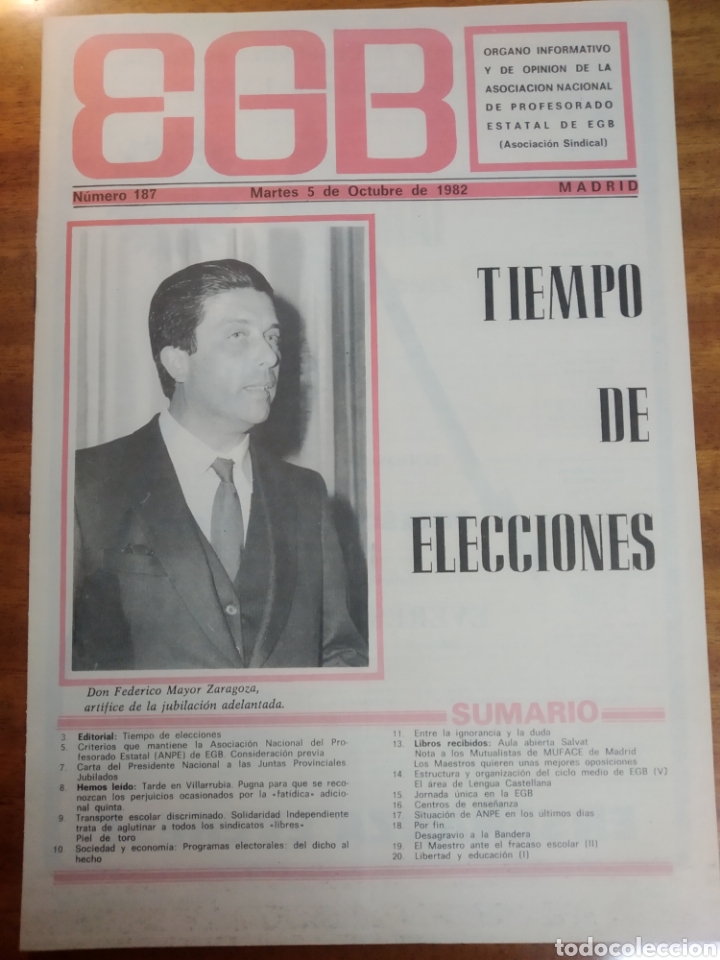 EGB
ORGANO INFORMATIVO
Y DE OPINION DE LA
ASOCIACION NACIONAL
DE PROFESORADO
ESTATAL DE EGB
(Asociación Sindical)
Número 187 Martes 5 de Octubre de 1982 MADRID
TIEMPO
DE
ELECCIONES
Don Federico Mayor Zaragoza,
artífice de la jubilación adelantada.
SUMARIO
3. Editorial: Tiempo de elecciones
5. Criterios que mantiene la Asociación Nacional del Pro-
fesorado Estatal (ANPE) de EGB. Consideración previa
7. Carta del Presidente Nacional a las Juntas Provinciales
Jubilados
8. Hemos leído: Tarde en Villarrubia. Pugna para que se reco-
nozcan los perjuicios ocasionados por la «fatídica» adicio-
nal quinta.
9. Transporte escolar discriminado. Solidaridad Independiente
trata de aglutinar a todos los sindicatos «libres»
Piel de toro
10. Sociedad y economía: Programas electorales: del dicho al
hecho
11. Entre la ignorancia y la duda
13. Libros recibidos: Aula abierta Salvat
Nota a los Mutualistas de MUFACE de Madrid
Los Maestros quieren unas mejores oposiciones
14. Estructura y organización del ciclo medio de EGB (V)
El área de Lengua Castellana
15. Jornada única en la EGB
16. Centros de enseñanza
17. Situación de ANPE en los últimos días
18. Por fin...
Desagravio a la Bandera
19. El Maestro ante el fracaso escolar (II)
20. Libertad y educación (I)
todocoleccion